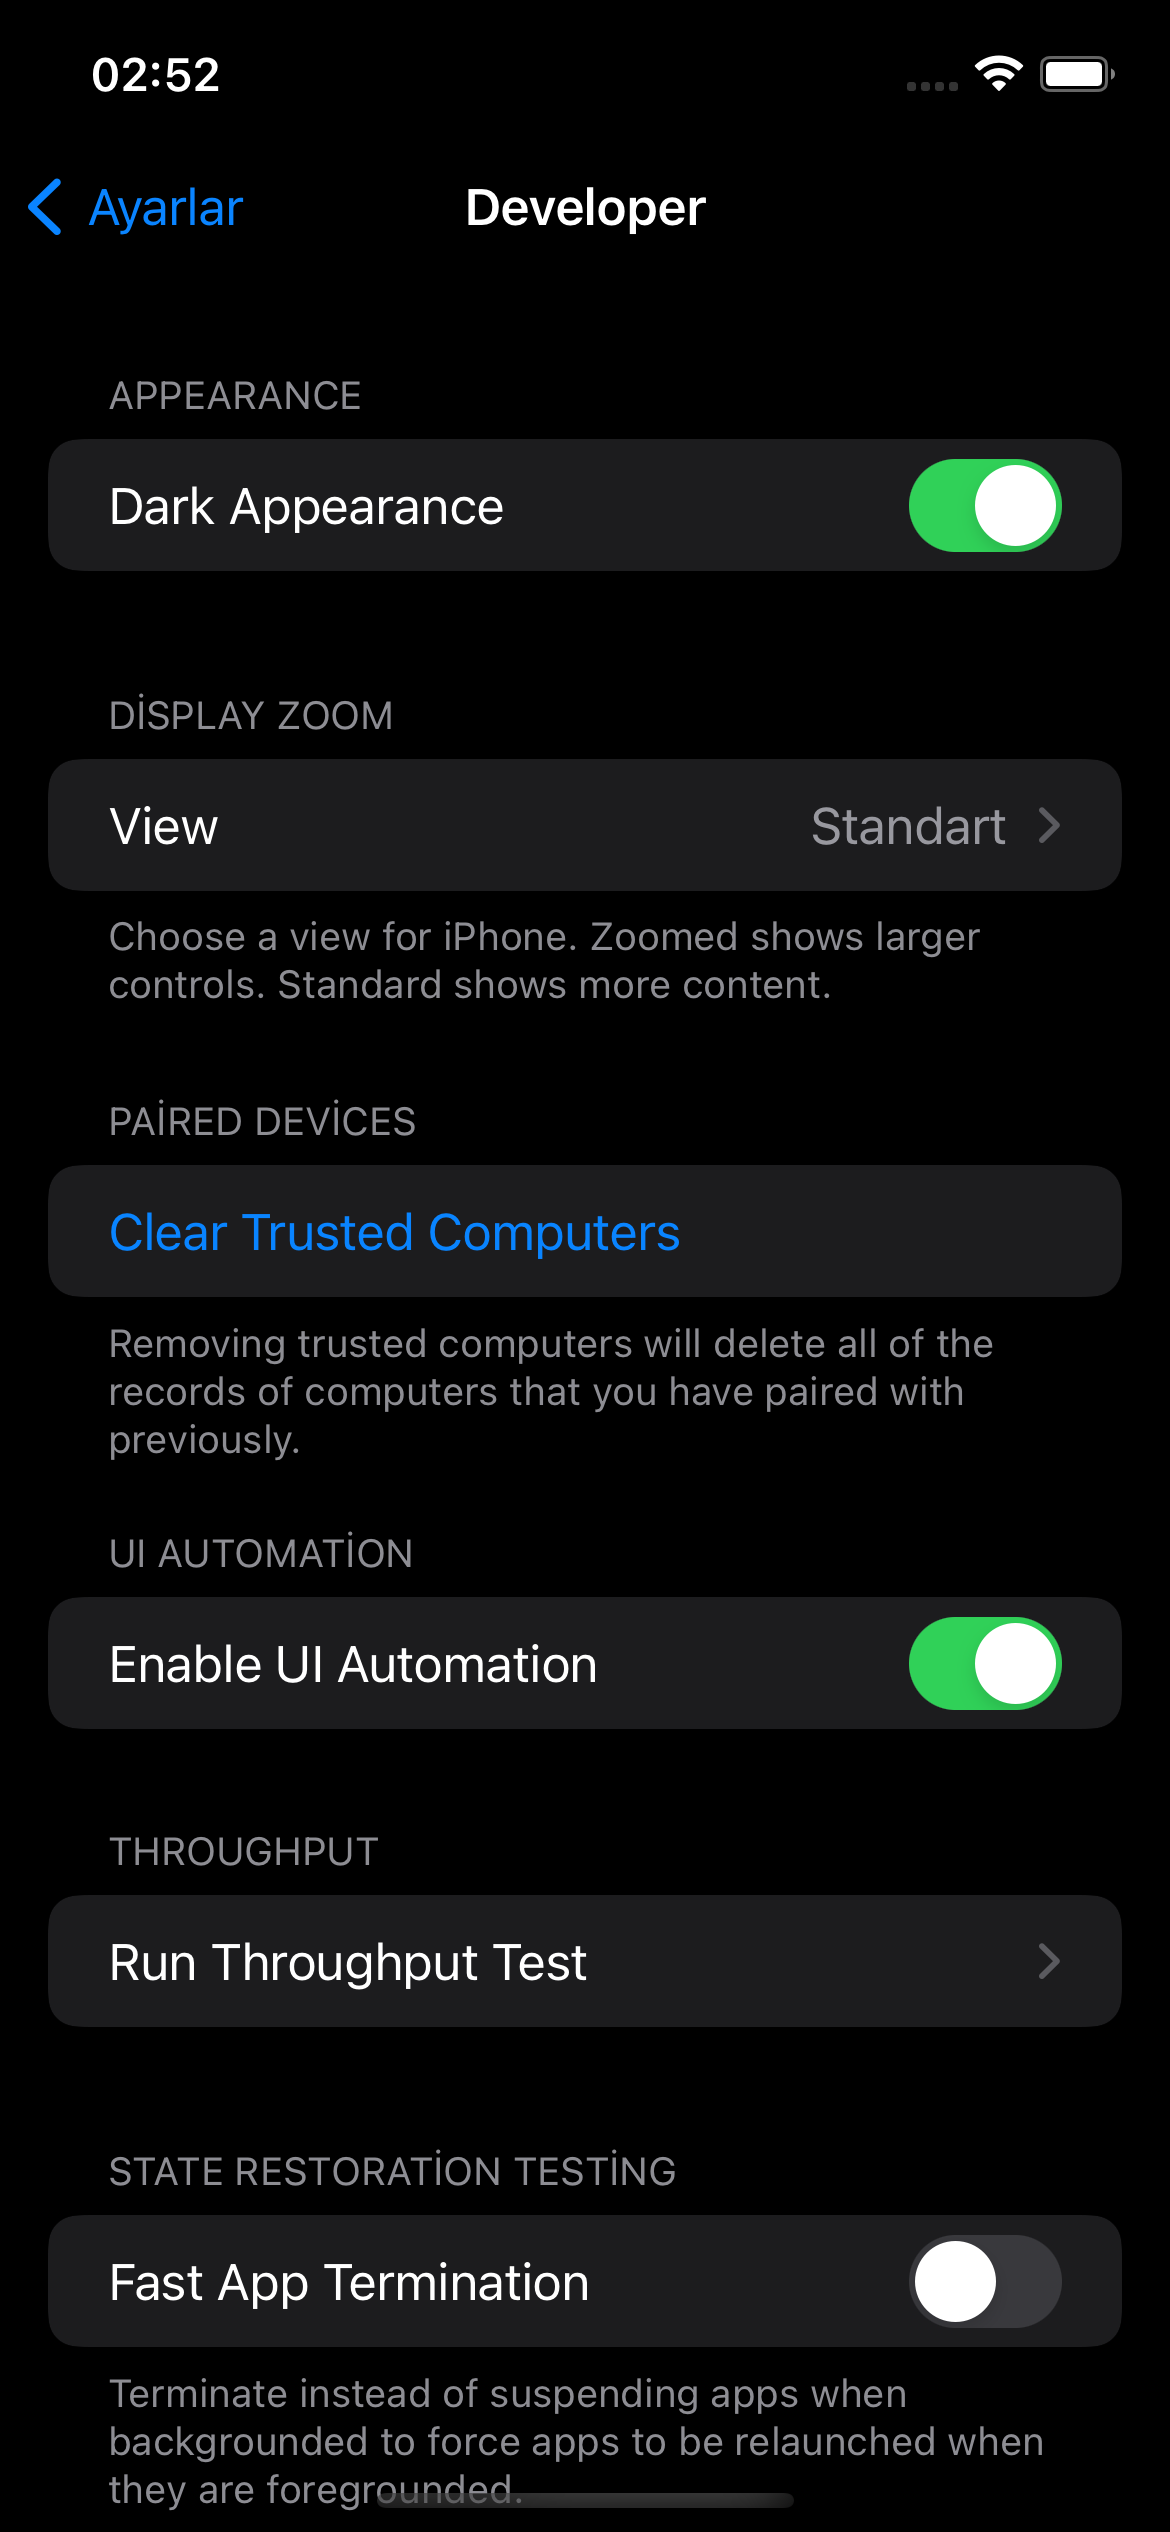 02:52
Ayarlar
Developer
APPEARANCE
Dark Appearance
DİSPLAY ZOOM
View
Standart
Choose a view for iPhone. Zoomed shows larger
controls. Standard shows more content.
PAİRED DEVİCES
Clear Trusted Computers
Removing trusted computers will delete all of the
records of computers that you have paired with
previously.
UI AUTOMATİON
Enable UI Automation
THROUGHPUT
Run Throughput Test
STATE RESTORATİON TESTİNG
Fast App Termination
Terminate instead of suspending apps when
backgrounded to force apps to be relaunched when
they are foregrounded.